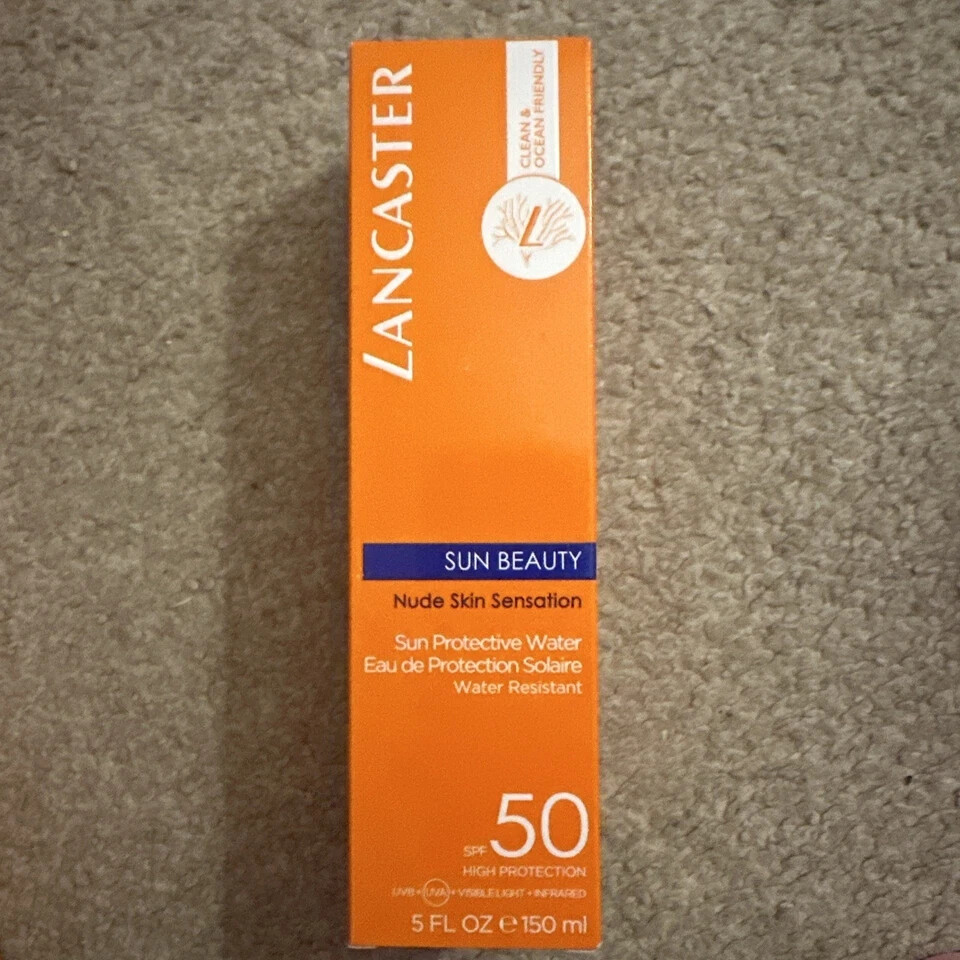 LANCASTER
CLEAN &
OCEAN FRIENDLY
L
SUN BEAUTY
Nude Skin Sensation
Sun Protective Water
Eau de Protection Solaire
Water Resistant
SPF 50
HIGH PROTECTION
UVB + UVA + VISIBLE LIGHT + INFRARED
5 FL OZ ℮ 150 ml